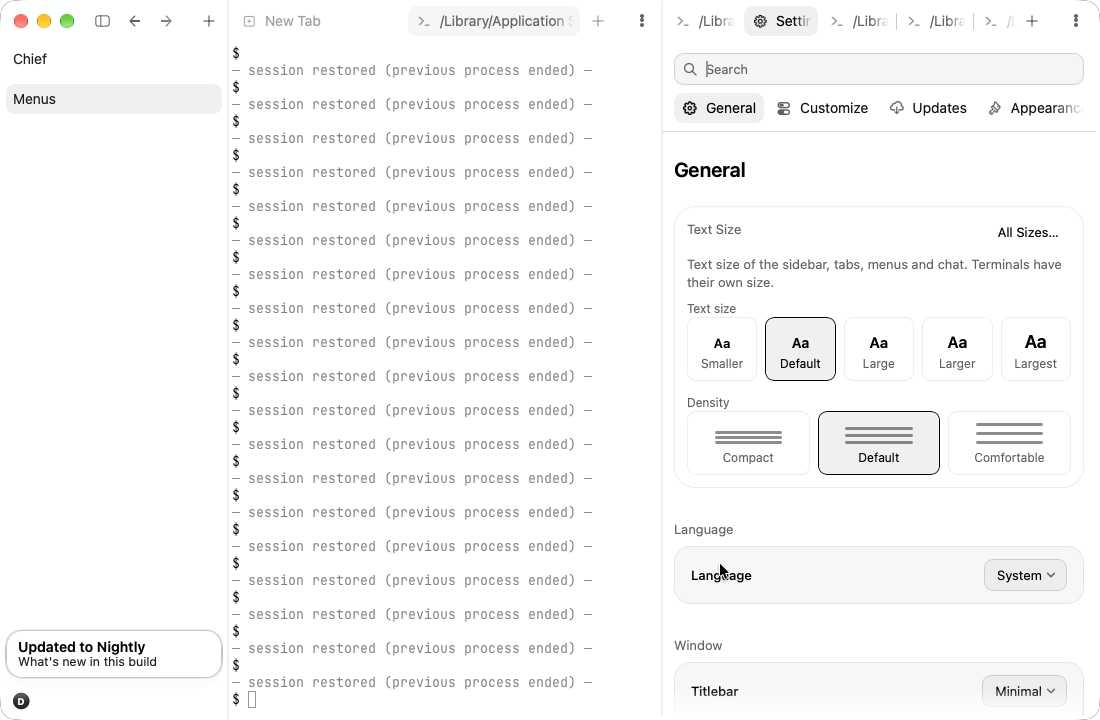 New Tab
/Library/Application
/Libra
Settin
/Libra
/Libra
Chief
Menus
$
— session restored (previous process ended) —
$
— session restored (previous process ended) —
$
— session restored (previous process ended) —
$
— session restored (previous process ended) —
$
— session restored (previous process ended) —
$
— session restored (previous process ended) —
$
— session restored (previous process ended) —
$
— session restored (previous process ended) —
$
— session restored (previous process ended) —
$
— session restored (previous process ended) —
$
— session restored (previous process ended) —
$
— session restored (previous process ended) —
$
— session restored (previous process ended) —
$
— session restored (previous process ended) —
$
— session restored (previous process ended) —
$
— session restored (previous process ended) —
$
— session restored (previous process ended) —
$
— session restored (previous process ended) —
$
— session restored (previous process ended) —
$
Updated to Nightly
What's new in this build
D
Search
General
Customize
Updates
Appearanc
General
Text Size
All Sizes...
Text size of the sidebar, tabs, menus and chat. Terminals have
their own size.
Text size
Aa
Smaller
Aa
Default
Aa
Large
Aa
Larger
Aa
Largest
Density
Compact
Default
Comfortable
Language
Language
System
Window
Titlebar
Minimal